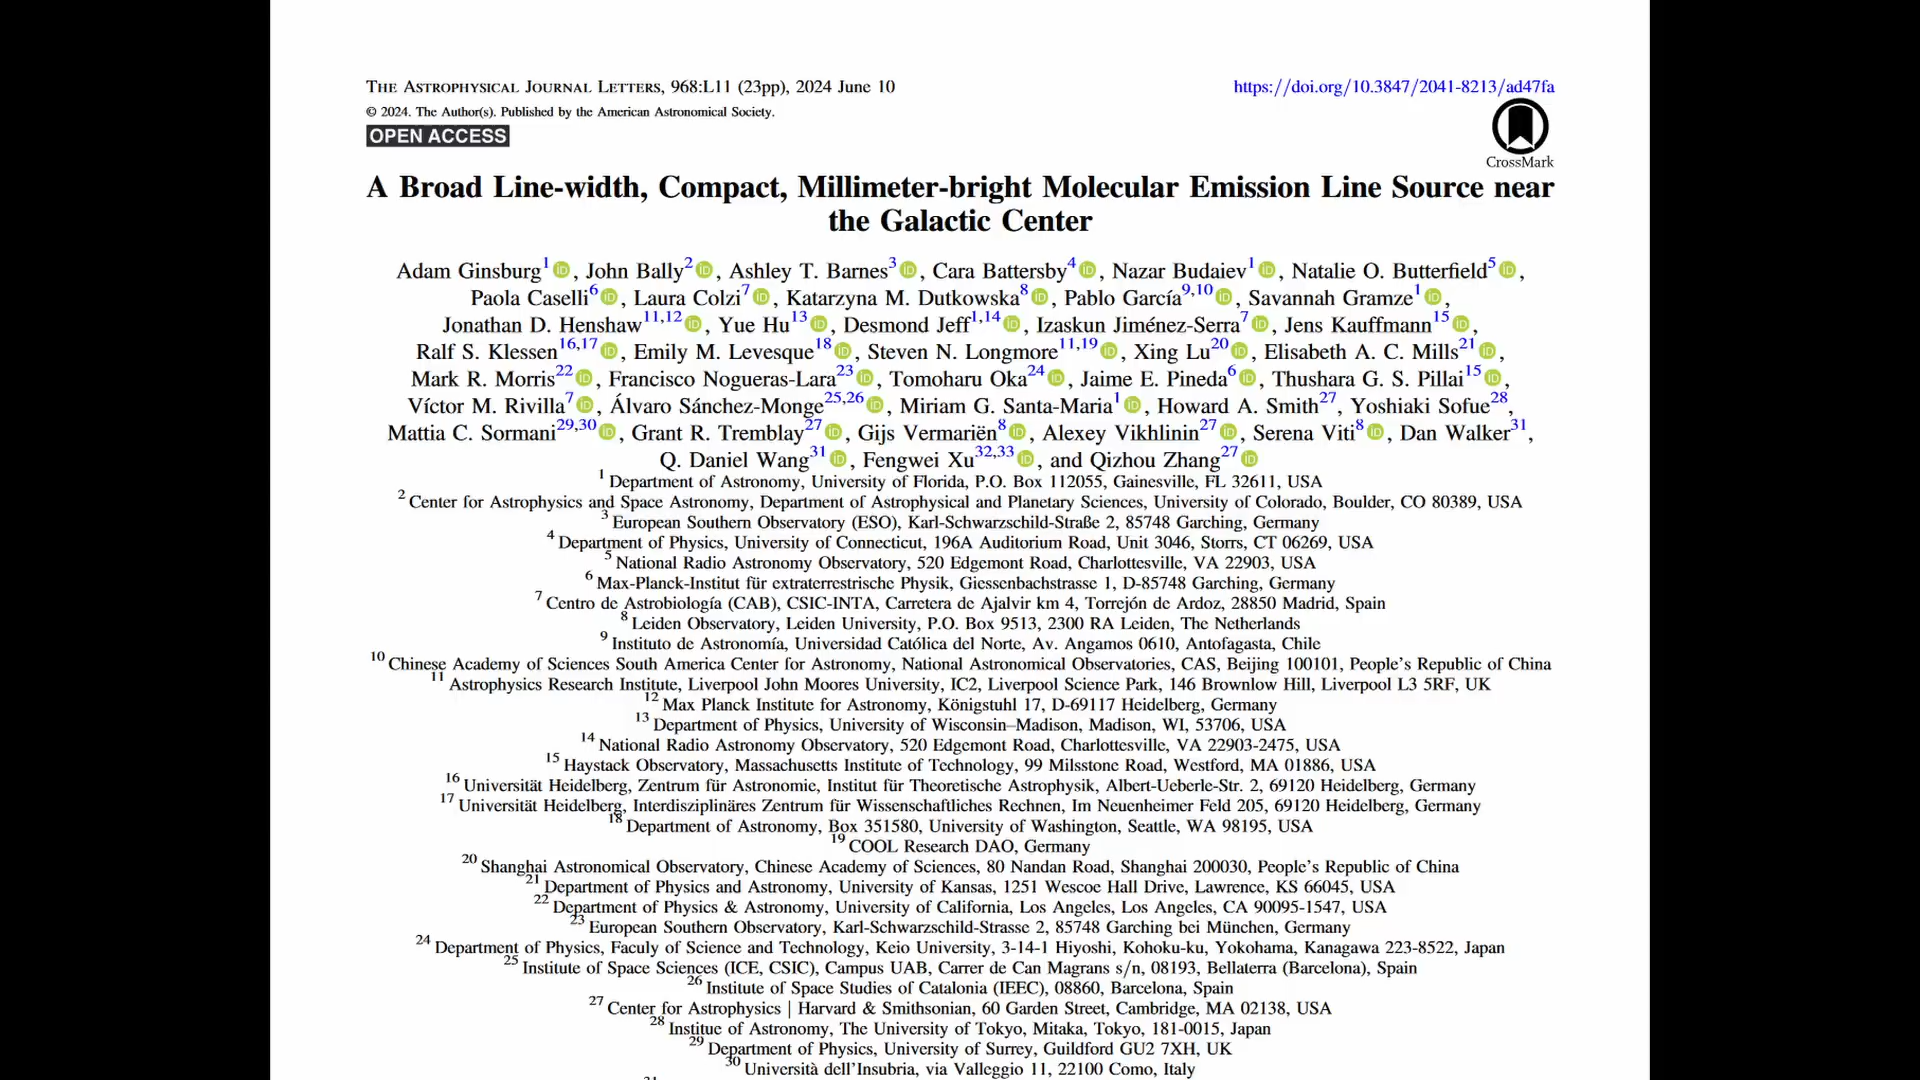 THE ASTROPHYSICAL JOURNAL LETTERS, 968:L11 (23pp), 2024 June 10
https://doi.org/10.3847/2041-8213/ad47fa
© 2024. The Author(s). Published by the American Astronomical Society.
OPEN ACCESS
CrossMark
A Broad Line-width, Compact, Millimeter-bright Molecular Emission Line Source near
the Galactic Center
Adam Ginsburg1, John Bally2, Ashley T. Barnes3, Cara Battersby4, Nazar Budaiev1, Natalie O. Butterfield5,
Paola Caselli6, Laura Colzi7, Katarzyna M. Dutkowska8, Pablo García9,10, Savannah Gramze1,
Jonathan D. Henshaw11,12, Yue Hu13, Desmond Jeff1,14, Izaskun Jiménez-Serra7, Jens Kauffmann15,
Ralf S. Klessen16,17, Emily M. Levesque18, Steven N. Longmore11,19, Xing Lu20, Elisabeth A. C. Mills21,
Mark R. Morris22, Francisco Nogueras-Lara23, Tomoharu Oka24, Jaime E. Pineda6, Thushara G. S. Pillai15,
Víctor M. Rivilla7, Álvaro Sánchez-Monge25,26, Miriam G. Santa-Maria1, Howard A. Smith27, Yoshiaki Sofue28,
Mattia C. Sormani29,30, Grant R. Tremblay27, Gijs Vermariën8, Alexey Vikhlinin27, Serena Viti8, Dan Walker31,
Q. Daniel Wang31, Fengwei Xu32,33, and Qizhou Zhang27
1 Department of Astronomy, University of Florida, P.O. Box 112055, Gainesville, FL 32611, USA
2 Center for Astrophysics and Space Astronomy, Department of Astrophysical and Planetary Sciences, University of Colorado, Boulder, CO 80389, USA
3 European Southern Observatory (ESO), Karl-Schwarzschild-Straße 2, 85748 Garching, Germany
4 Department of Physics, University of Connecticut, 196A Auditorium Road, Unit 3046, Storrs, CT 06269, USA
5 National Radio Astronomy Observatory, 520 Edgemont Road, Charlottesville, VA 22903, USA
6 Max-Planck-Institut für extraterrestrische Physik, Giessenbachstrasse 1, D-85748 Garching, Germany
7 Centro de Astrobiología (CAB), CSIC-INTA, Carretera de Ajalvir km 4, Torrejón de Ardoz, 28850 Madrid, Spain
8 Leiden Observatory, Leiden University, P.O. Box 9513, 2300 RA Leiden, The Netherlands
9 Instituto de Astronomía, Universidad Católica del Norte, Av. Angamos 0610, Antofagasta, Chile
10 Chinese Academy of Sciences South America Center for Astronomy, National Astronomical Observatories, CAS, Beijing 100101, People's Republic of China
11 Astrophysics Research Institute, Liverpool John Moores University, IC2, Liverpool Science Park, 146 Brownlow Hill, Liverpool L3 5RF, UK
12 Max Planck Institute for Astronomy, Königstuhl 17, D-69117 Heidelberg, Germany
13 Department of Physics, University of Wisconsin–Madison, Madison, WI, 53706, USA
14 National Radio Astronomy Observatory, 520 Edgemont Road, Charlottesville, VA 22903-2475, USA
15 Haystack Observatory, Massachusetts Institute of Technology, 99 Milsstone Road, Westford, MA 01886, USA
16 Universität Heidelberg, Zentrum für Astronomie, Institut für Theoretische Astrophysik, Albert-Ueberle-Str. 2, 69120 Heidelberg, Germany
17 Universität Heidelberg, Interdisziplinäres Zentrum für Wissenschaftliches Rechnen, Im Neuenheimer Feld 205, 69120 Heidelberg, Germany
18 Department of Astronomy, Box 351580, University of Washington, Seattle, WA 98195, USA
19 COOL Research DAO, Germany
20 Shanghai Astronomical Observatory, Chinese Academy of Sciences, 80 Nandan Road, Shanghai 200030, People's Republic of China
21 Department of Physics and Astronomy, University of Kansas, 1251 Wescoe Hall Drive, Lawrence, KS 66045, USA
22 Department of Physics & Astronomy, University of California, Los Angeles, Los Angeles, CA 90095-1547, USA
23 European Southern Observatory, Karl-Schwarzschild-Strasse 2, 85748 Garching bei München, Germany
24 Department of Physics, Faculy of Science and Technology, Keio University, 3-14-1 Hiyoshi, Kohoku-ku, Yokohama, Kanagawa 223-8522, Japan
25 Institute of Space Sciences (ICE, CSIC), Campus UAB, Carrer de Can Magrans s/n, 08193, Bellaterra (Barcelona), Spain
26 Institute of Space Studies of Catalonia (IEEC), 08860, Barcelona, Spain
27 Center for Astrophysics | Harvard & Smithsonian, 60 Garden Street, Cambridge, MA 02138, USA
28 Institue of Astronomy, The University of Tokyo, Mitaka, Tokyo, 181-0015, Japan
29 Department of Physics, University of Surrey, Guildford GU2 7XH, UK
30 Università dell'Insubria, via Valleggio 11, 22100 Como, Italy